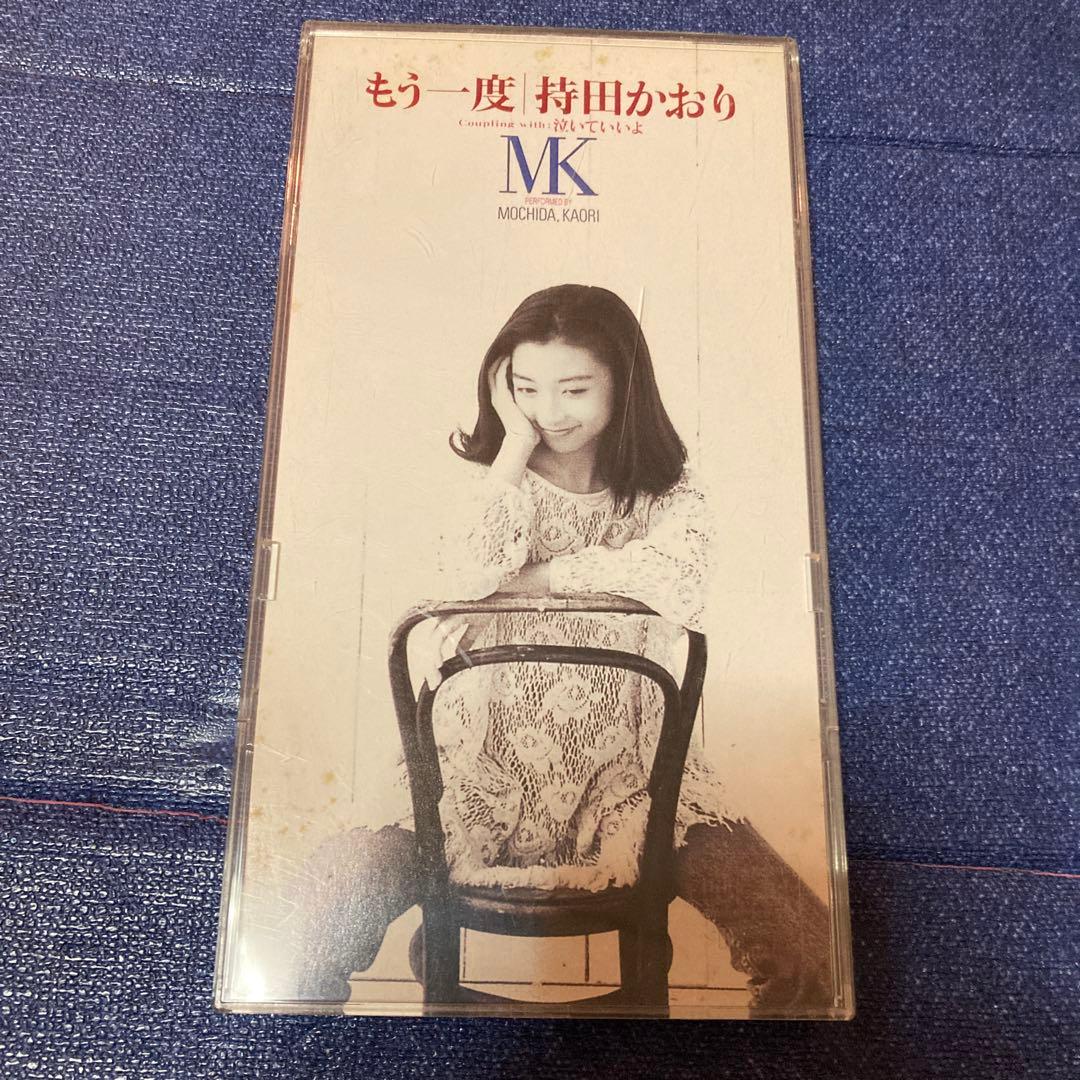 もう一度|持田かおり
Coupling with:泣いていいよ
MK
PERFORMED BY
MOCHIDA, KAORI